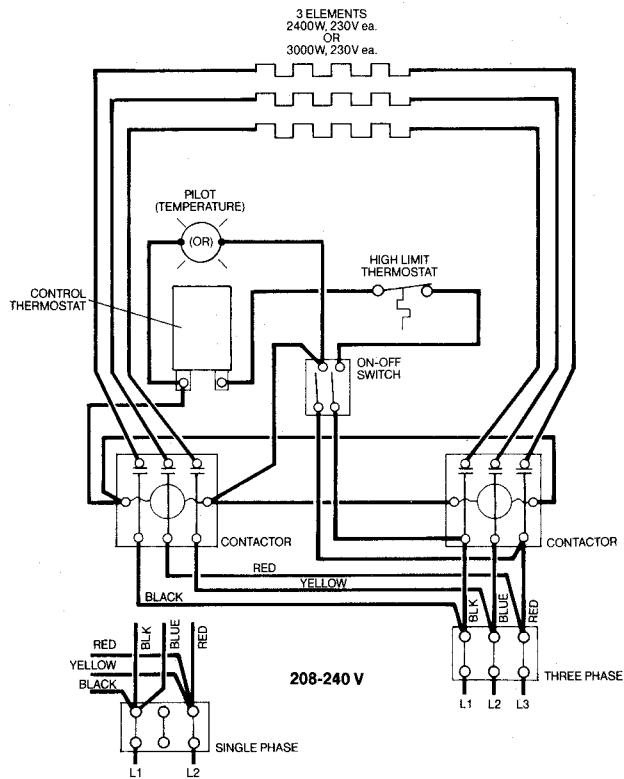 3 ELEMENTS
2400W, 230V ea.
OR
3000W, 230V ea.
PILOT
(TEMPERATURE)
(OR)
HIGH LIMIT
THERMOSTAT
CONTROL
THERMOSTAT
ON-OFF
SWITCH
CONTACTOR
CONTACTOR
RED
YELLOW
BLACK
BLK
BLUE
RED
BLK
BLUE
RED
RED
YELLOW
BLACK
208-240 V
THREE PHASE
L1
L2
L3
SINGLE PHASE
L1
L2